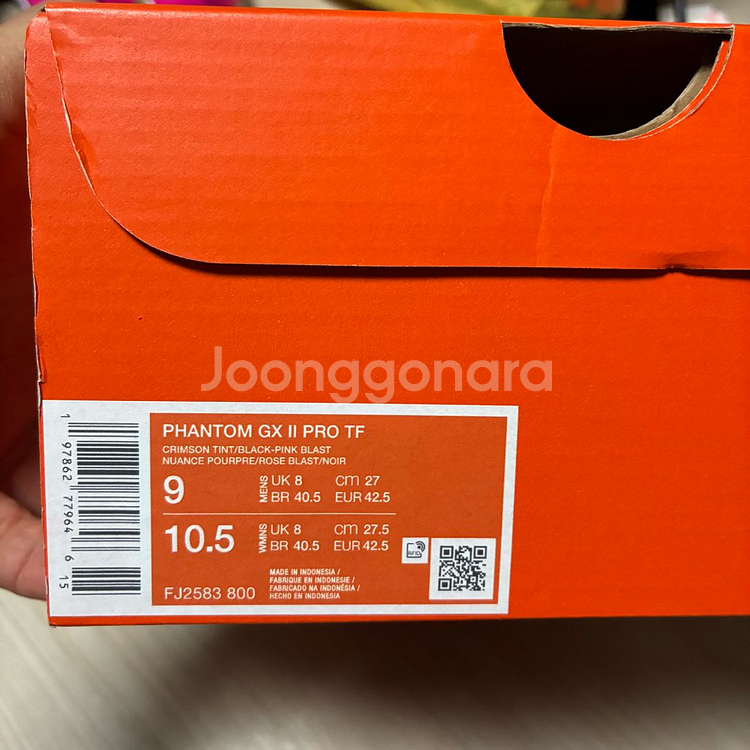 Joonggonara
1 97862 77964 6 15
PHANTOM GX II PRO TF
CRIMSON TINT/BLACK-PINK BLAST
NUANCE POURPRE/ROSE BLAST/NOIR
9 MENS UK 8 CM 27
BR 40.5 EUR 42.5
10.5 WMNS UK 8 CM 27.5
BR 40.5 EUR 42.5
RFID
FJ2583 800
MADE IN INDONESIA /
FABRIQUE EN INDONESIE /
FABRICADO NA INDONÉSIA /
HECHO EN INDONESIA